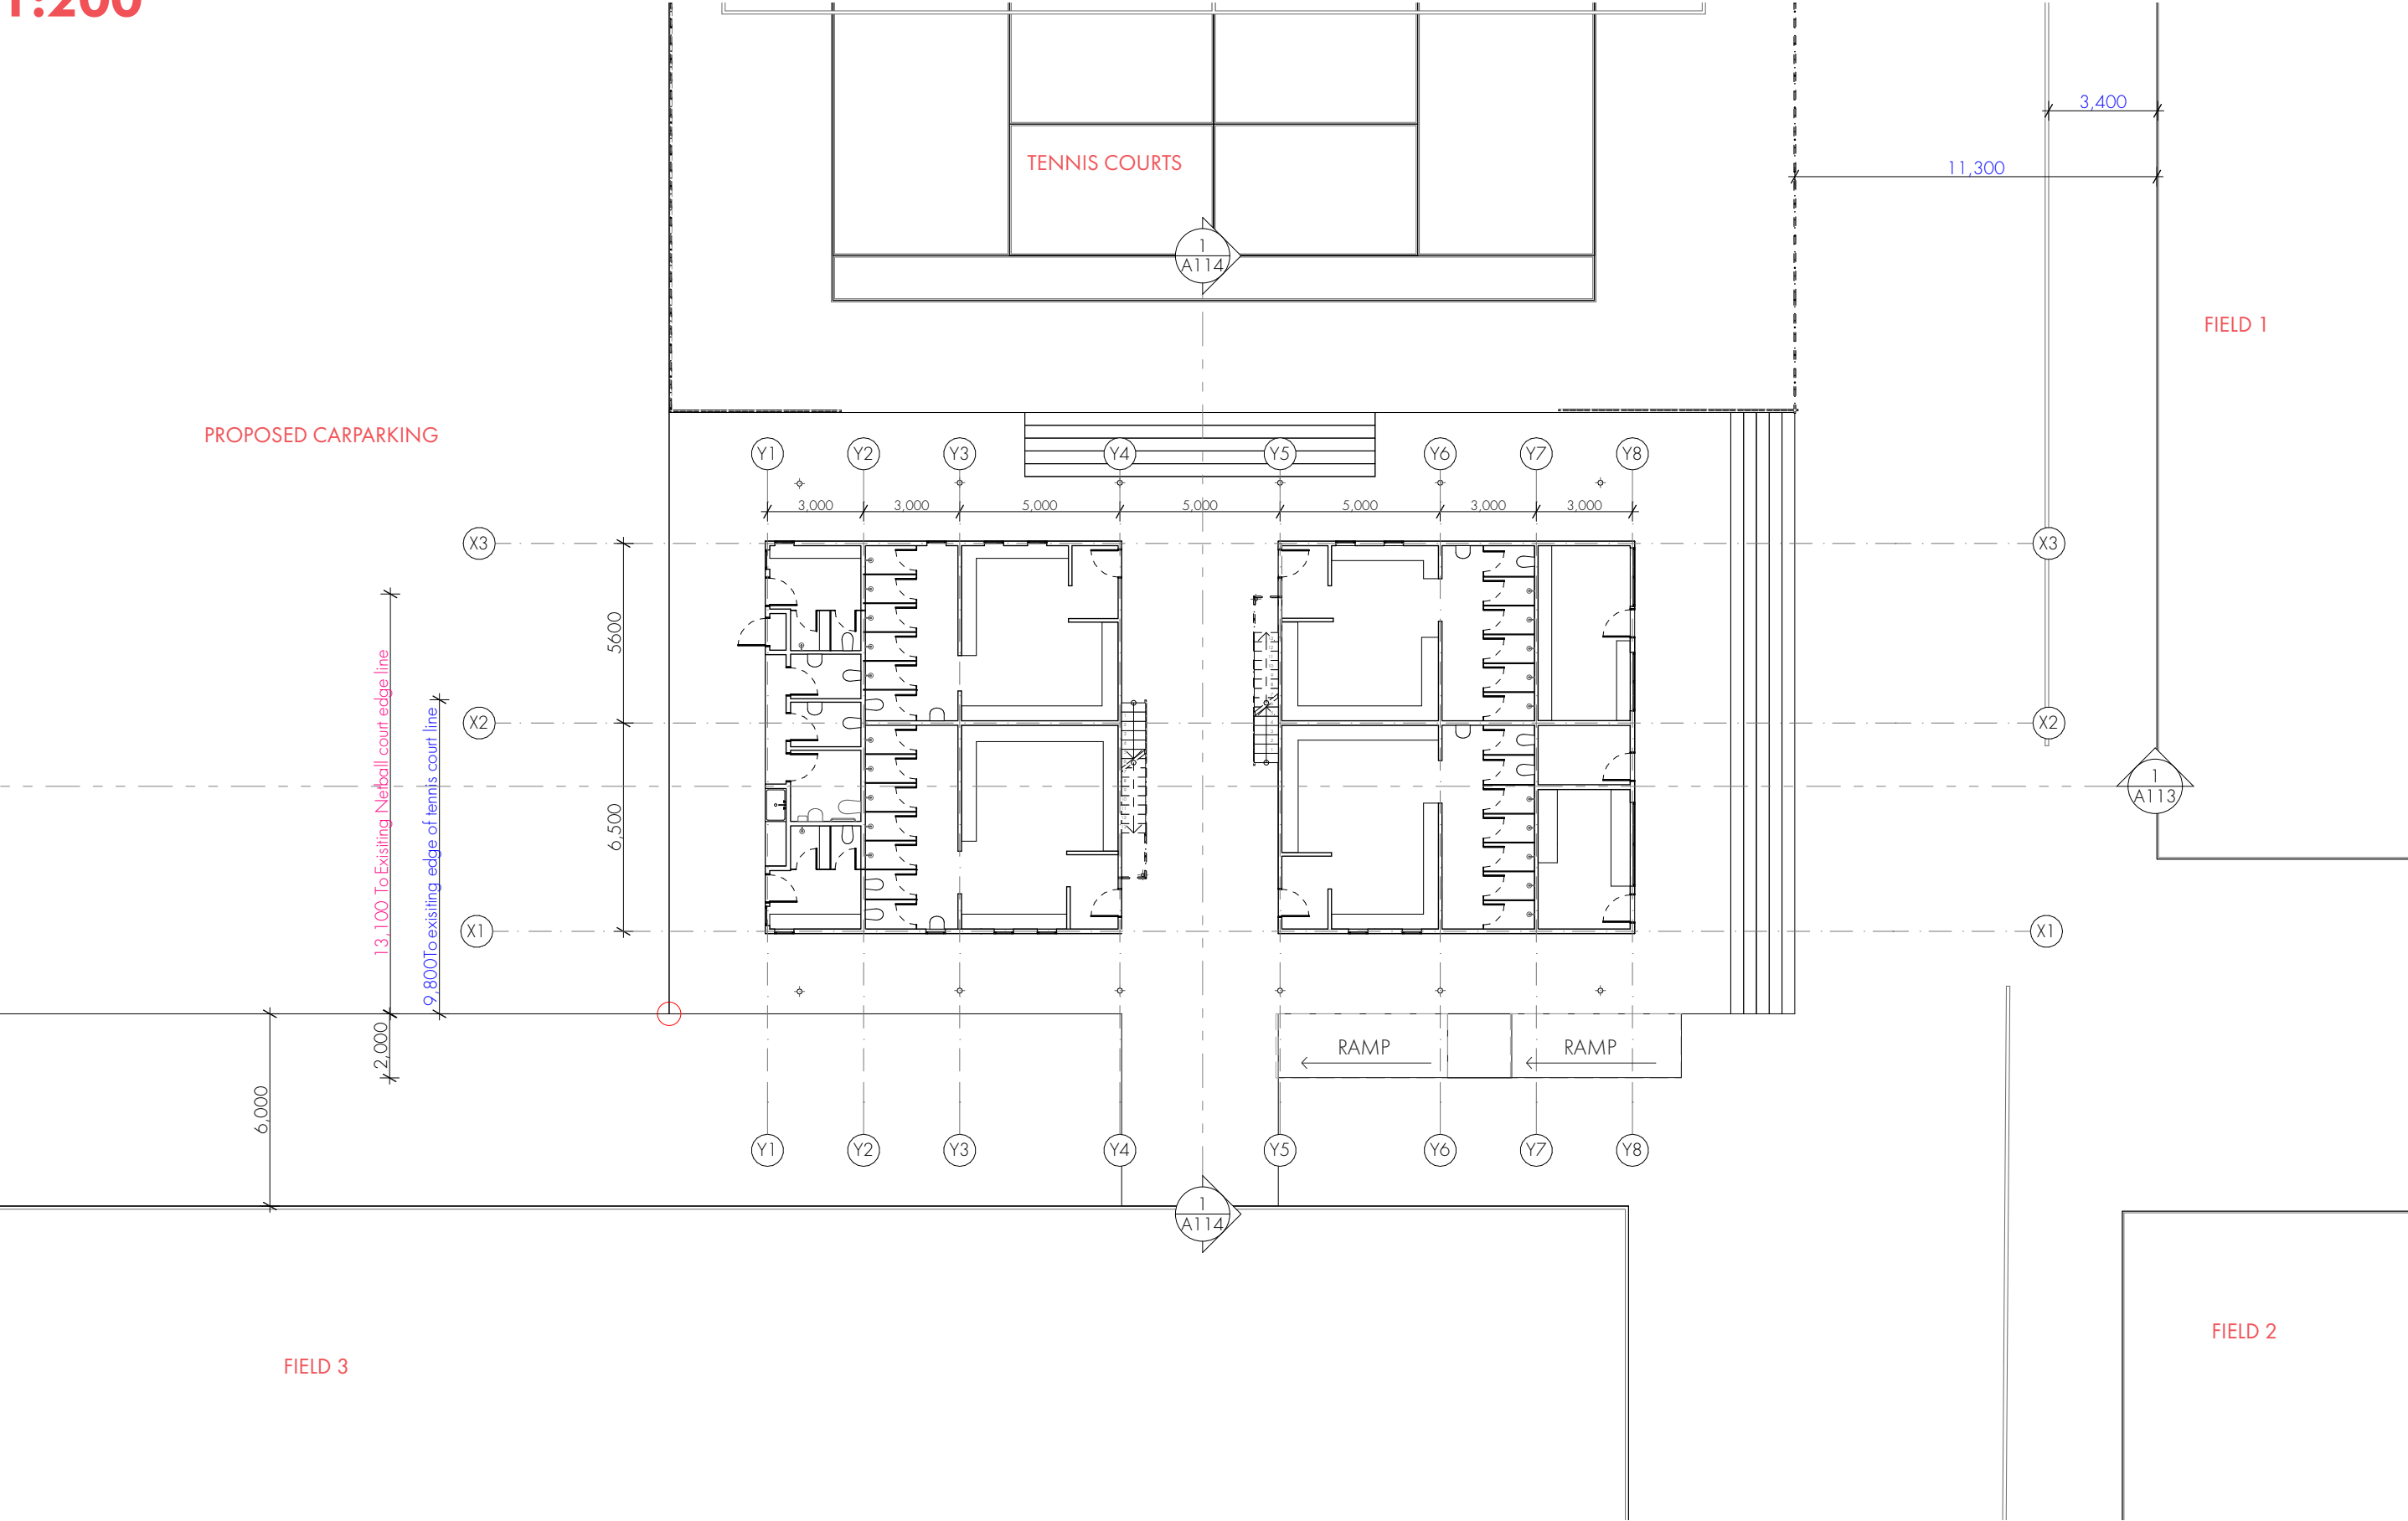 1:200
3,400
11,300
TENNIS COURTS
1
A114
FIELD 1
PROPOSED CARPARKING
Y1 Y2 Y3 Y4 Y5 Y6 Y7 Y8
3,000 3,000 5,000 5,000 5,000 3,000 3,000
X3 X3
5600
X2 X2
13,100 To Exisiting Netball court edge line
9,800To exisiting edge of tennis court line
6,500
1
A113
X1 X1
2,000
6,000
RAMP RAMP
Y1 Y2 Y3 Y4 Y5 Y6 Y7 Y8
1
A114
FIELD 2
FIELD 3